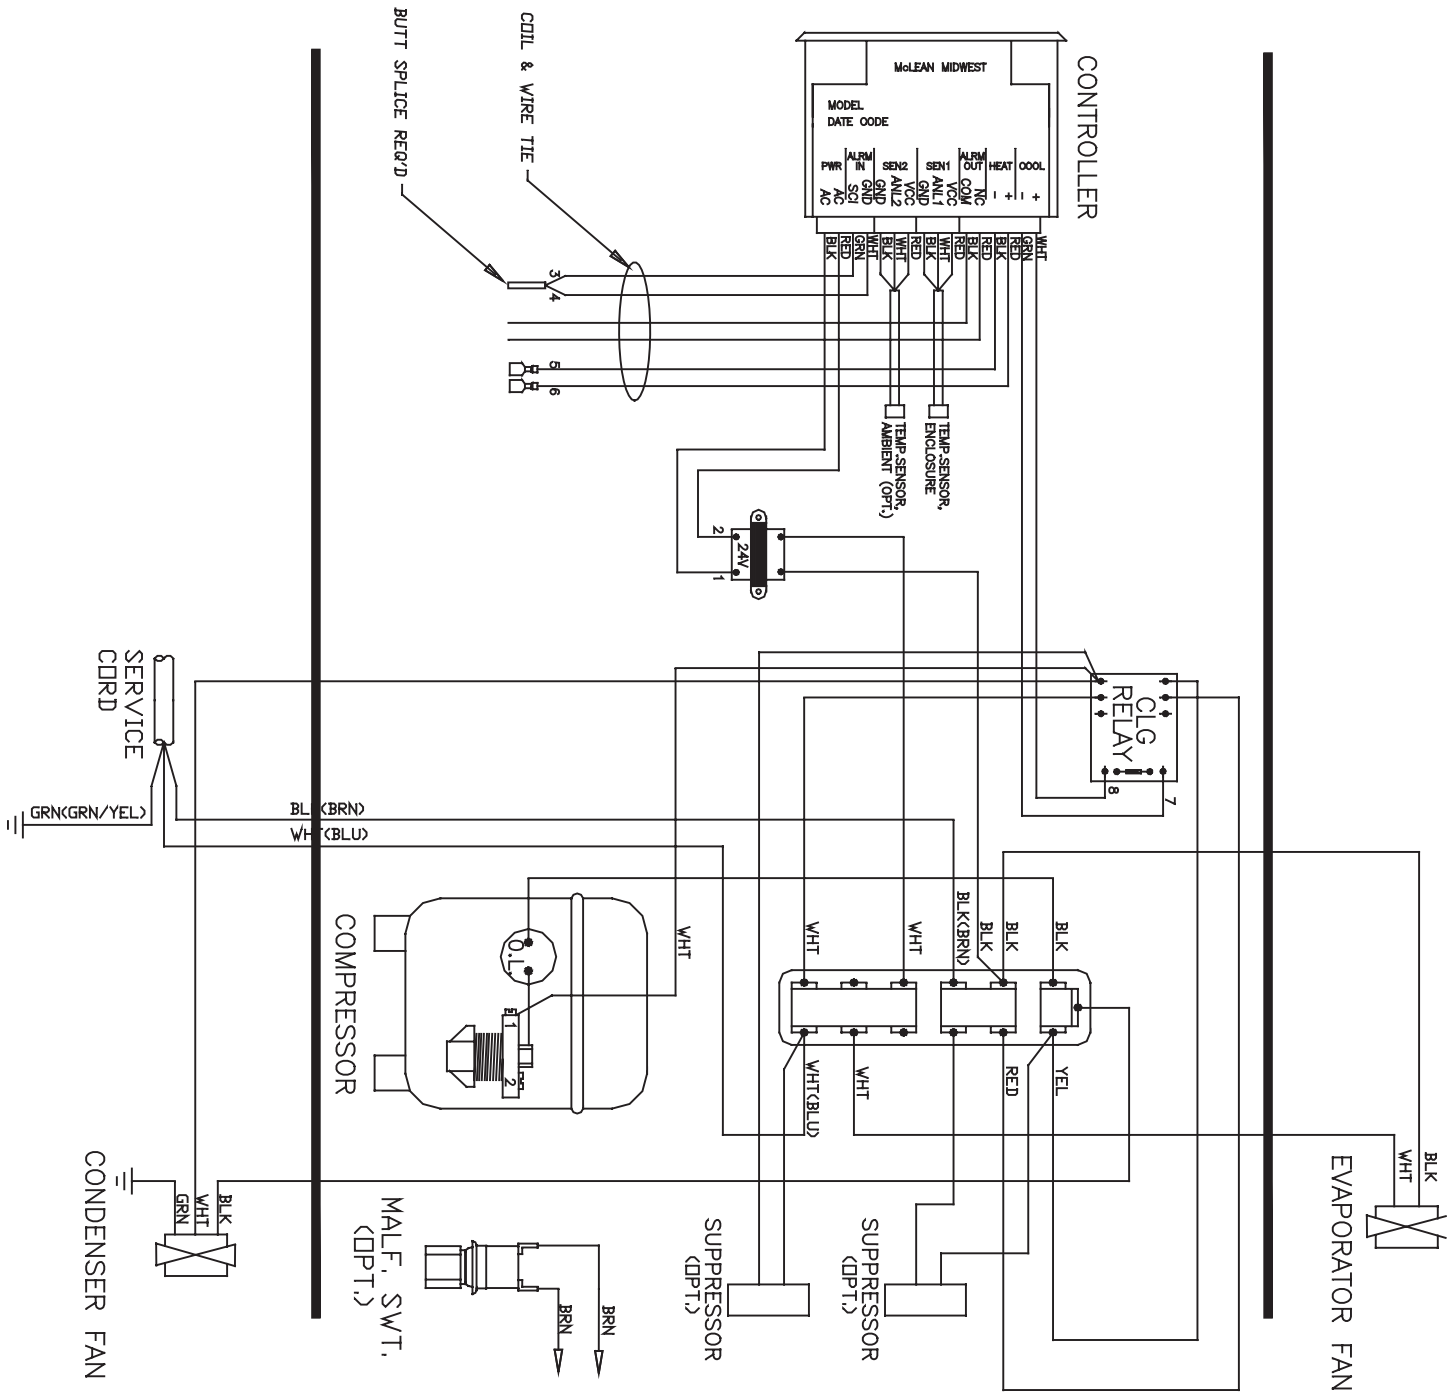 BUTT SPLICE REQ'D
COIL & WIRE TIE
CONTROLLER
McLEAN MIDWEST
MODEL
DATE CODE
PWR
ALRM
IN
SEN2
SEN1
ALRM
OUT
HEAT
COOL
AC
AC
SCI
GND
GND
ANL2
VCC
GND
ANL1
VCC
COM
NC
-
+
-
+
BLK
RED
GRN
WHT
BLK
WHT
RED
BLK
WHT
RED
BLK
RED
BLK
RED
GRN
WHT
3
4
5
6
TEMP.SENSOR,
AMBIENT (OPT.)
TEMP.SENSOR,
ENCLOSURE
2
24V
1
SERVICE
CORD
CLG
RELAY
8
7
GRN(GRN/YEL)
BLK(BRN)
WHT(BLU)
COMPRESSOR
O.L.
1
2
WHT
WHT
WHT
BLK(BRN)
BLK
BLK
BLK
WHT(BLU)
WHT
RED
YEL
CONDENSER FAN
GRN
WHT
BLK
MALF. SWT.
(OPT.)
BRN
BRN
SUPPRESSOR
(OPT.)
SUPPRESSOR
(OPT.)
EVAPORATOR FAN
WHT
BLK